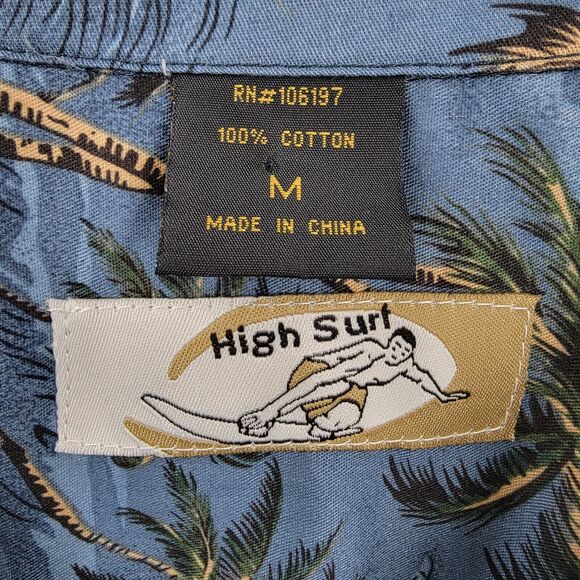 RN#106197
100% COTTON
M
MADE IN CHINA
High Surf